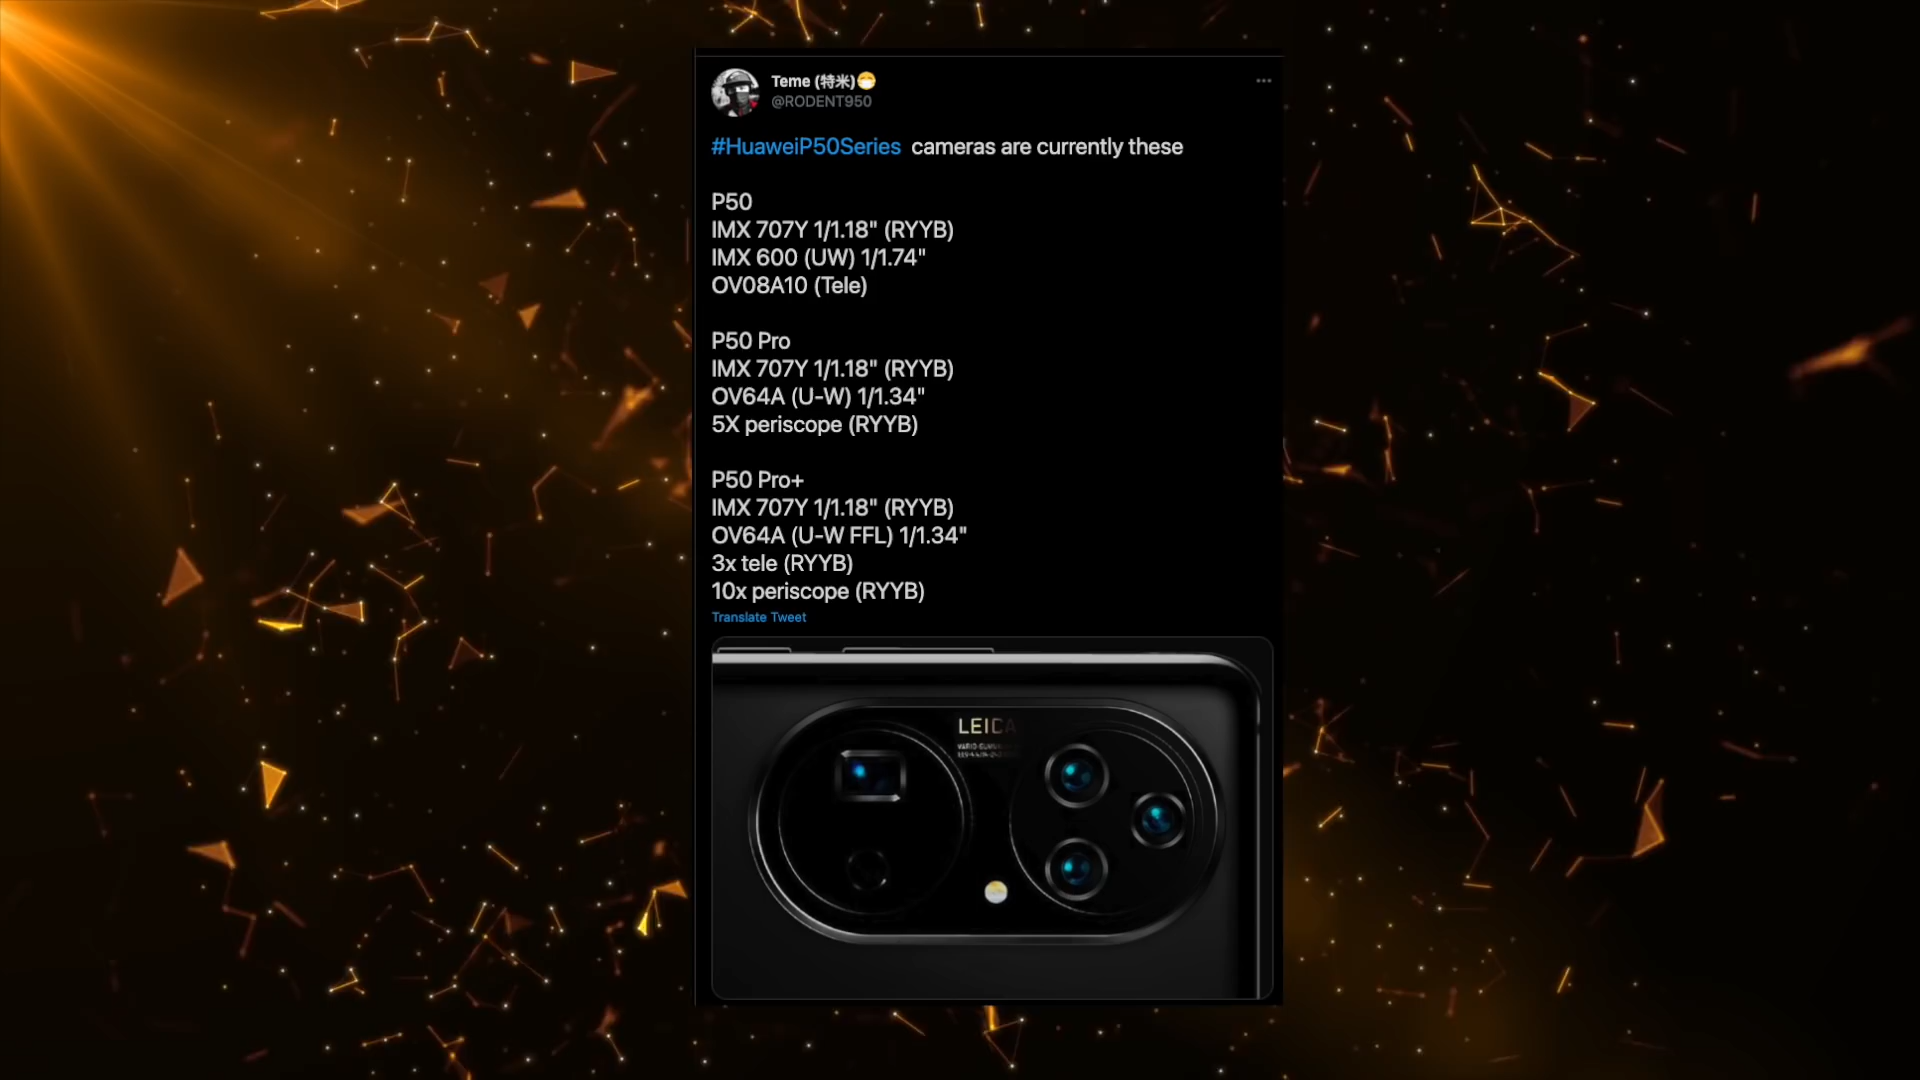 Teme (特米)😷
@RODENT950
#HuaweiP50Series cameras are currently these
P50
IMX 707Y 1/1.18" (RYYB)
IMX 600 (UW) 1/1.74"
OV08A10 (Tele)
P50 Pro
IMX 707Y 1/1.18" (RYYB)
OV64A (U-W) 1/1.34"
5X periscope (RYYB)
P50 Pro+
IMX 707Y 1/1.18" (RYYB)
OV64A (U-W FFL) 1/1.34"
3x tele (RYYB)
10x periscope (RYYB)
Translate Tweet
LEICA